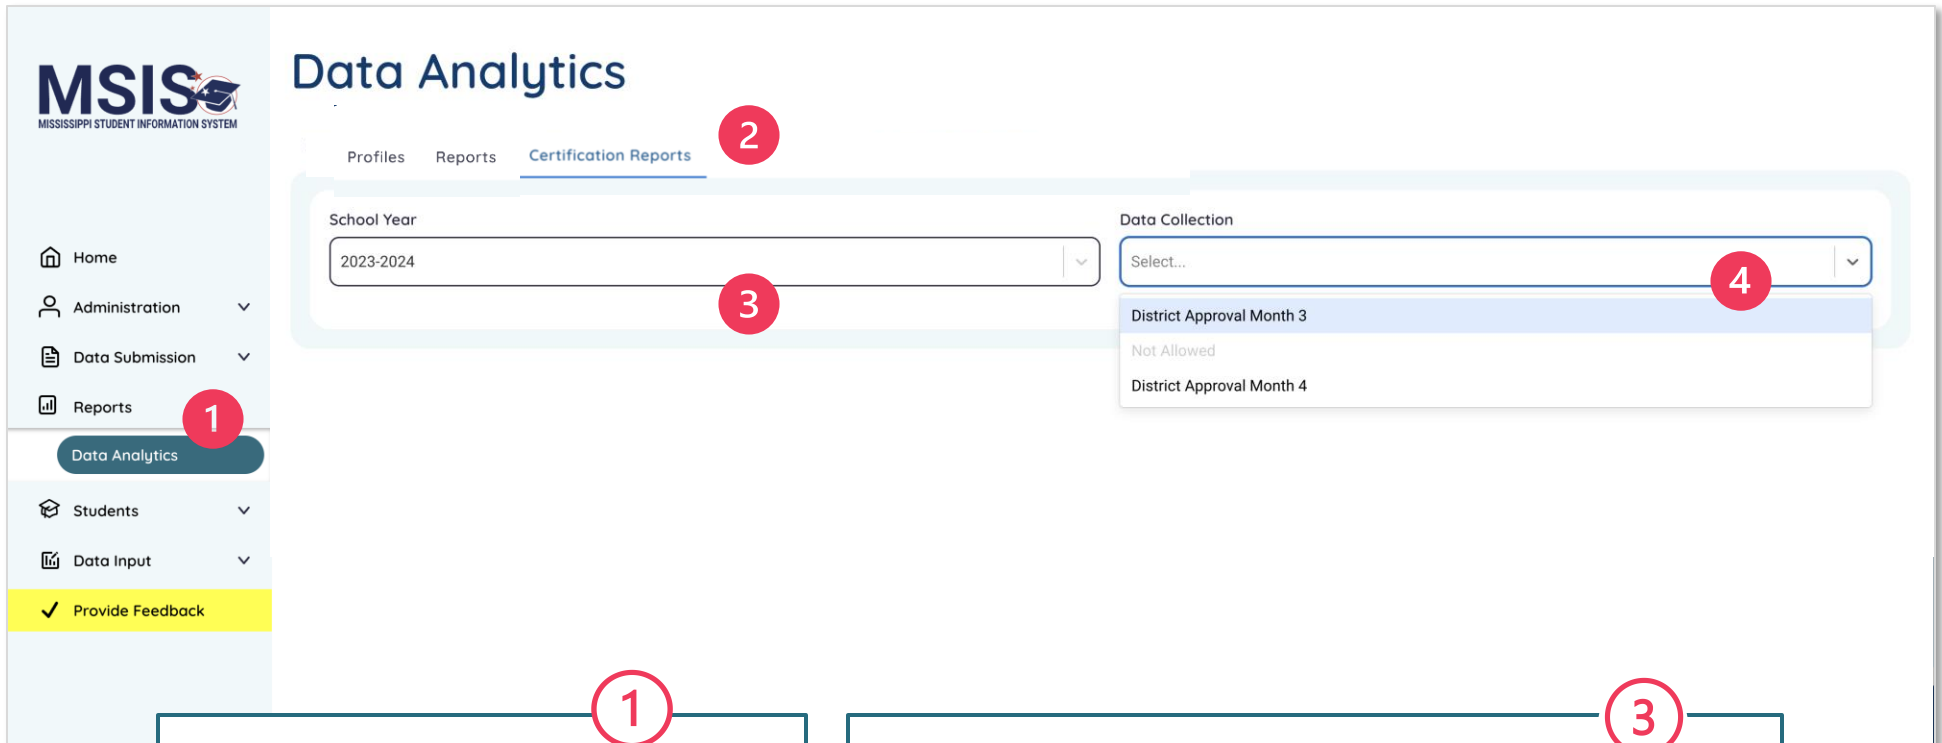 MSIS
MISSISSIPPI STUDENT INFORMATION SYSTEM
Home
Administration
Data Submission
Reports
1
Data Analytics
Students
Data Input
Provide Feedback
Data Analytics
2
Profiles Reports Certification Reports
School Year
2023-2024
3
Data Collection
Select...
4
District Approval Month 3
Not Allowed
District Approval Month 4
1
3